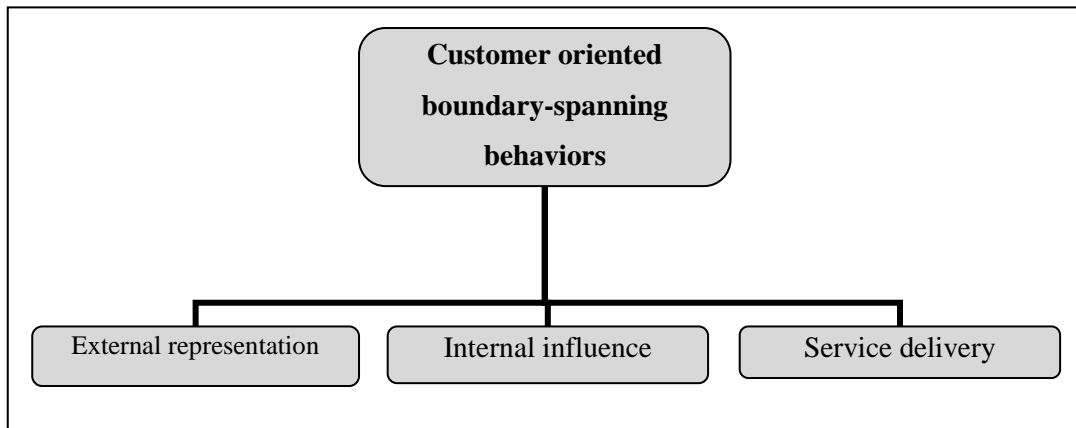 Customer oriented
boundary-spanning
behaviors
External representation
Internal influence
Service delivery